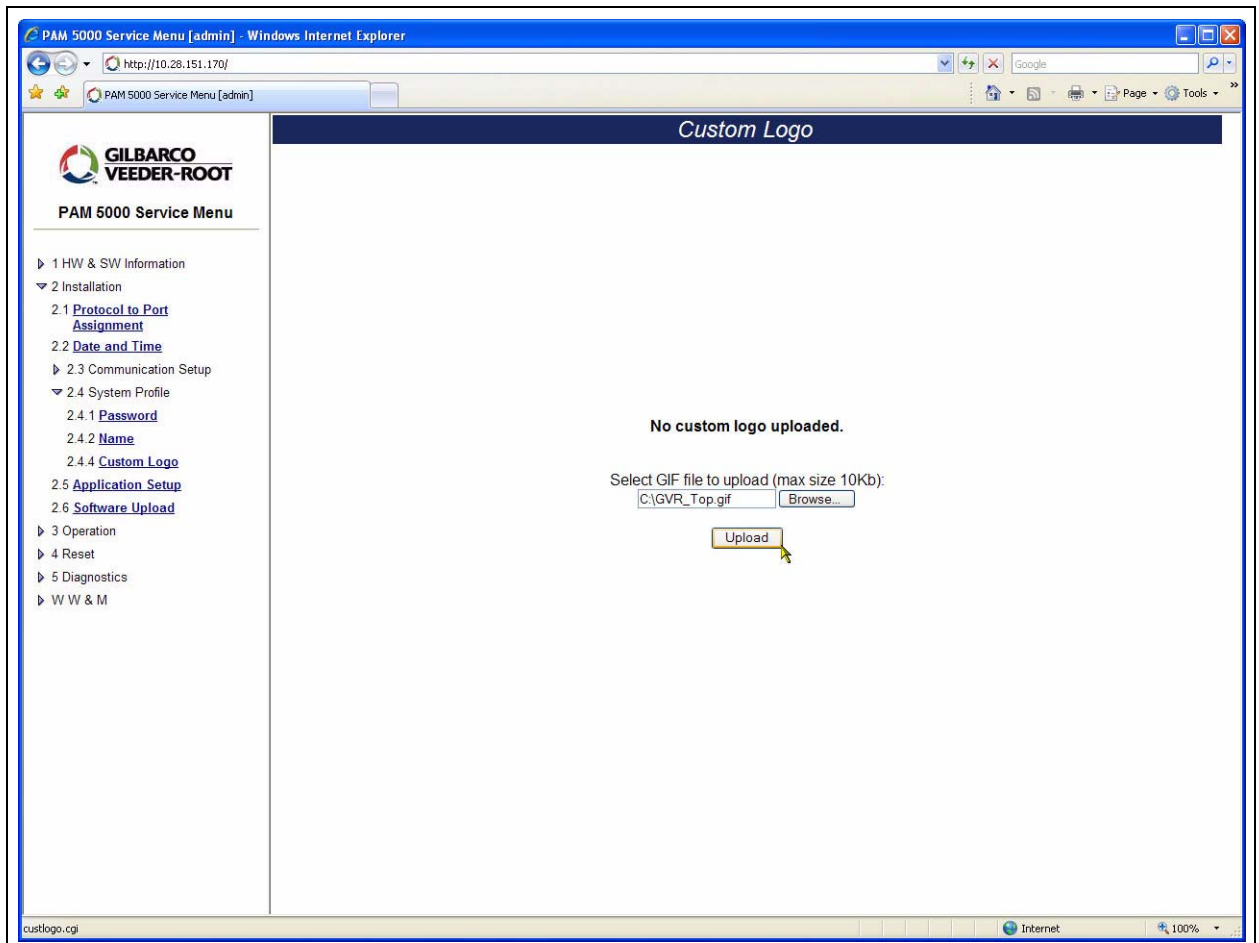 PAM 5000 Service Menu [admin] - Windows Internet Explorer
http://10.28.151.170/
Google
PAM 5000 Service Menu [admin]
Page
Tools
GILBARCO
VEEDER-ROOT
PAM 5000 Service Menu
1 HW & SW Information
2 Installation
2.1 Protocol to Port
Assignment
2.2 Date and Time
2.3 Communication Setup
2.4 System Profile
2.4.1 Password
2.4.2 Name
2.4.4 Custom Logo
2.5 Application Setup
2.6 Software Upload
3 Operation
4 Reset
5 Diagnostics
W W & M
Custom Logo
No custom logo uploaded.
Select GIF file to upload (max size 10Kb):
C:\GVR_Top.gif Browse...
Upload
custlogo.cgi
Internet
100%